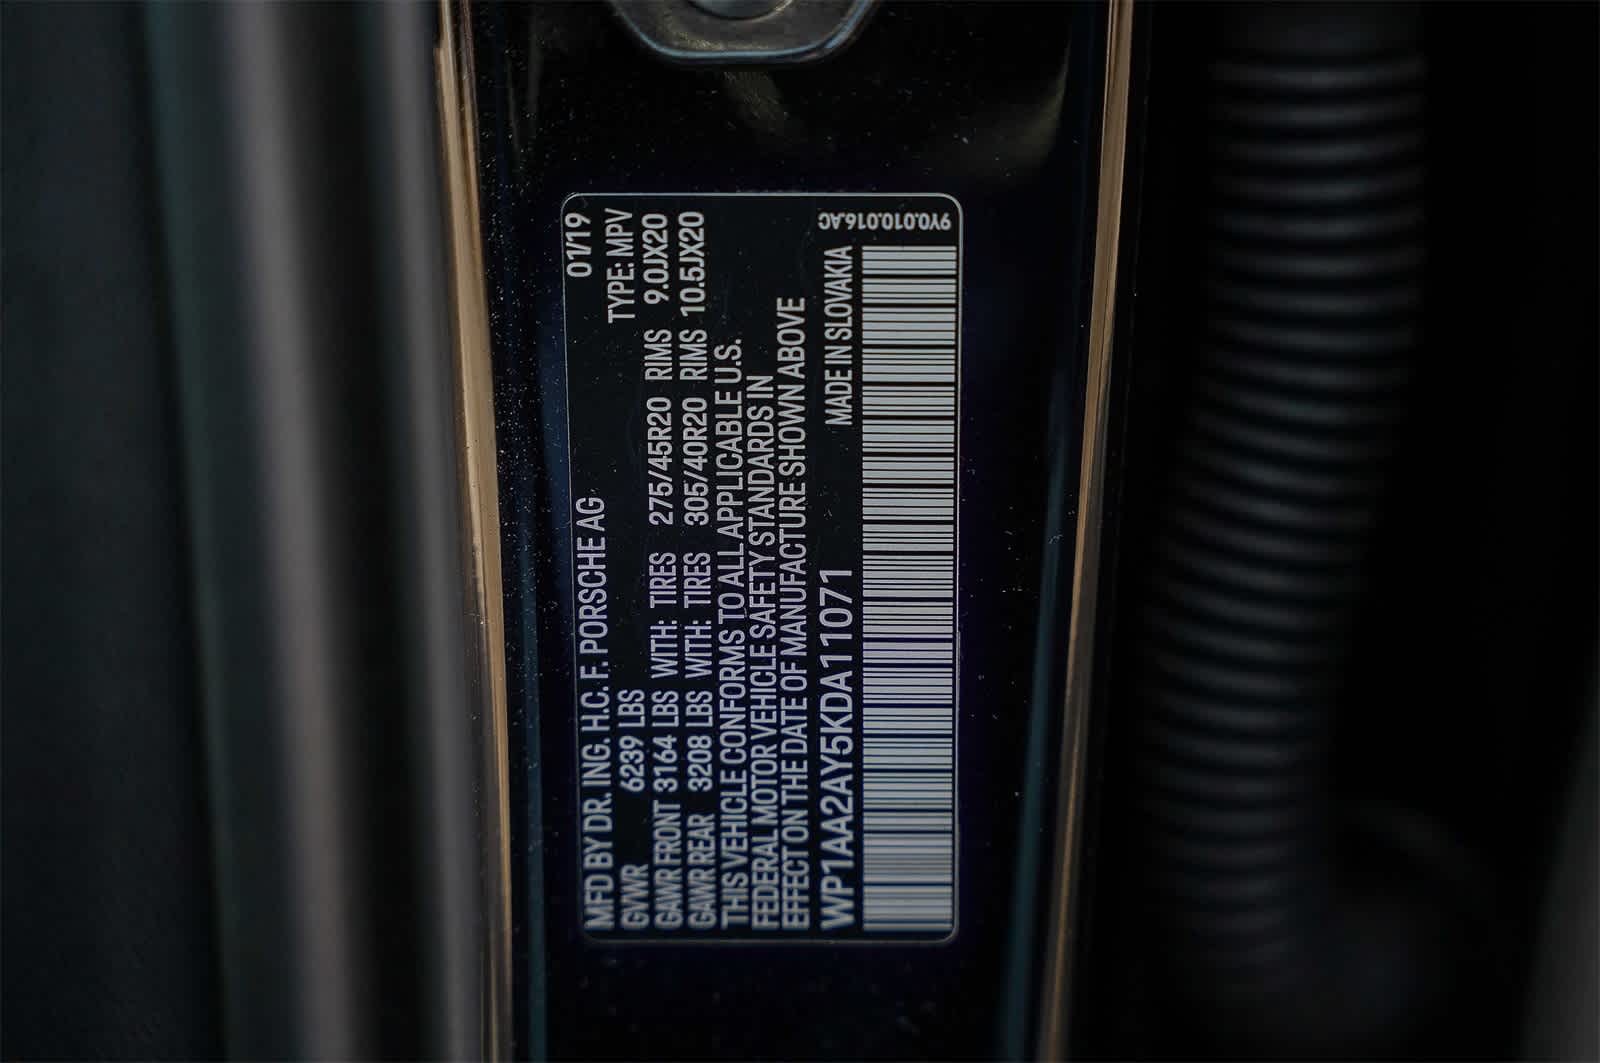 01/19
MFD BY DR. ING. H.C. F. PORSCHE AG
TYPE: MPV
GVWR 6239 LBS
GAWR FRONT 3164 LBS WITH: TIRES 275/45R20 RIMS 9.0JX20
GAWR REAR 3208 LBS WITH: TIRES 305/40R20 RIMS 10.5JX20
THIS VEHICLE CONFORMS TO ALL APPLICABLE U.S.
FEDERAL MOTOR VEHICLE SAFETY STANDARDS IN
EFFECT ON THE DATE OF MANUFACTURE SHOWN ABOVE
WP1AA2AY5KDA11071 MADE IN SLOVAKIA
9Y0.010.016.AC